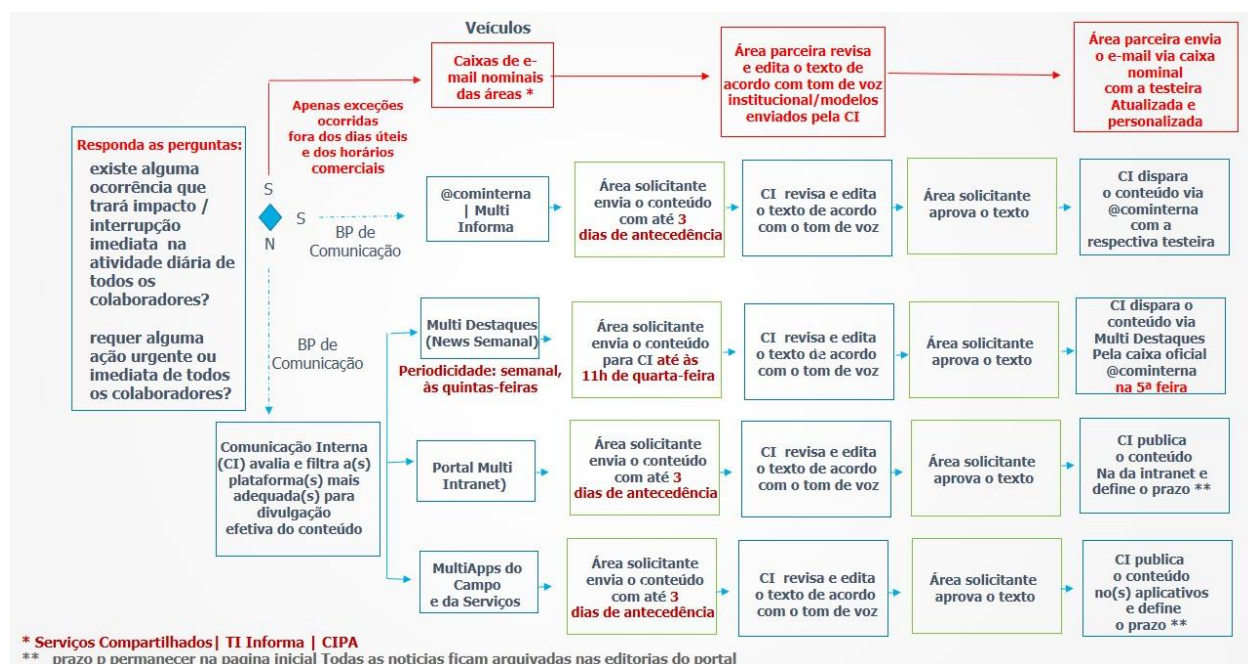 Veículos
Caixas de e-
mail nominais
das áreas *
Área parceira revisa
e edita o texto de
acordo com tom de voz
institucional/modelos
enviados pela CI
Área parceira envia
o e-mail via caixa
nominal
com a testeira
Atualizada e
personalizada
Apenas exceções
ocorridas
fora dos dias úteis
e dos horários
comerciais
Responda as perguntas:
existe alguma
ocorrência que
trará impacto /
interrupção
imediata na
atividade diária de
todos os
colaboradores?
requer alguma
ação urgente ou
imediata de todos
os colaboradores?
S
S
N
BP de
Comunicação
@cominterna
| Multi
Informa
Área solicitante
envia o conteúdo
com até 3
dias de antecedência
CI revisa e edita
o texto de acordo
com o tom de voz
Área solicitante
aprova o texto
CI dispara
o conteúdo via
@cominterna
com a
respectiva testeira
BP de
Comunicação
Multi Destaques
(News Semanal)
Periodicidade: semanal,
às quintas-feiras
Área solicitante
envia o conteúdo
para CI até às
11h de quarta-feira
CI revisa e edita
o texto de acordo
com o tom de voz
Área solicitante
aprova o texto
CI dispara o
conteúdo via
Multi Destaques
Pela caixa oficial
@cominterna
na 5ª feira
Comunicação Interna
(CI) avalia e filtra a(s)
plataforma(s) mais
adequada(s) para
divulgação
efetiva do conteúdo
Portal Multi
Intranet)
Área solicitante
envia o conteúdo
com até 3
dias de antecedência
CI revisa e edita
o texto de acordo
com o tom de voz
Área solicitante
aprova o texto
CI publica
o conteúdo
Na da intranet e
define o prazo **
MultiApps do
Campo
e da Serviços
Área solicitante
envia o conteúdo
com até 3
dias de antecedência
CI revisa e edita
o texto de acordo
com o tom de voz
Área solicitante
aprova o texto
CI publica
o conteúdo
no(s) aplicativos
e define
o prazo **
* Serviços Compartilhados| TI Informa | CIPA
** prazo p permanecer na pagina inicial Todas as noticias ficam arquivadas nas editorias do portal